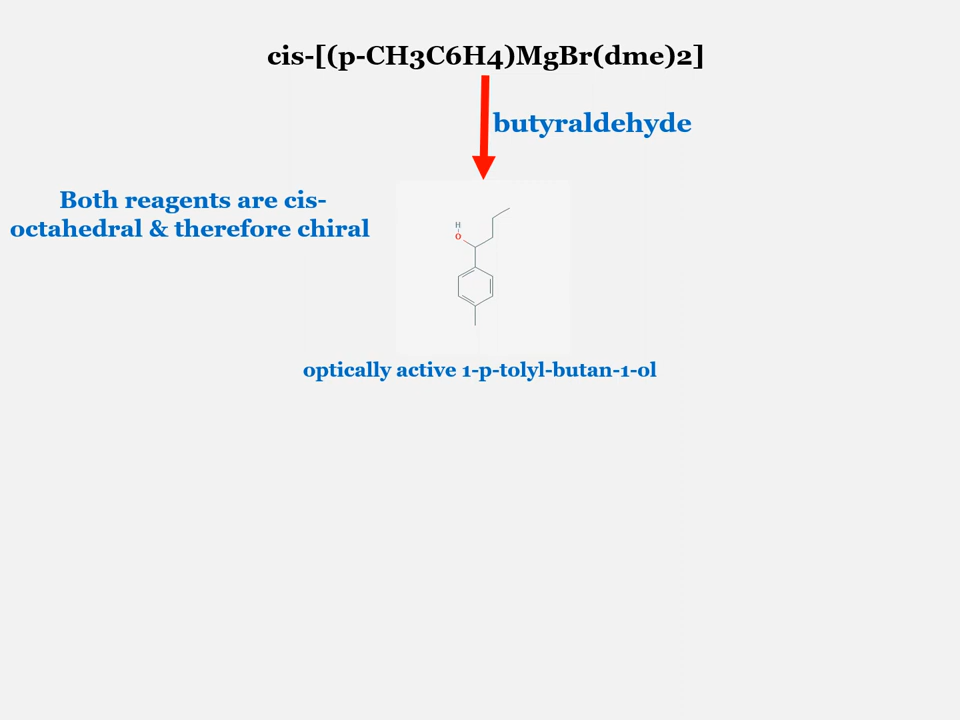 cis-[(p-CH3C6H4)MgBr(dme)2]
butyraldehyde
Both reagents are cis-
octahedral & therefore chiral
H
O
optically active 1-p-tolyl-butan-1-ol